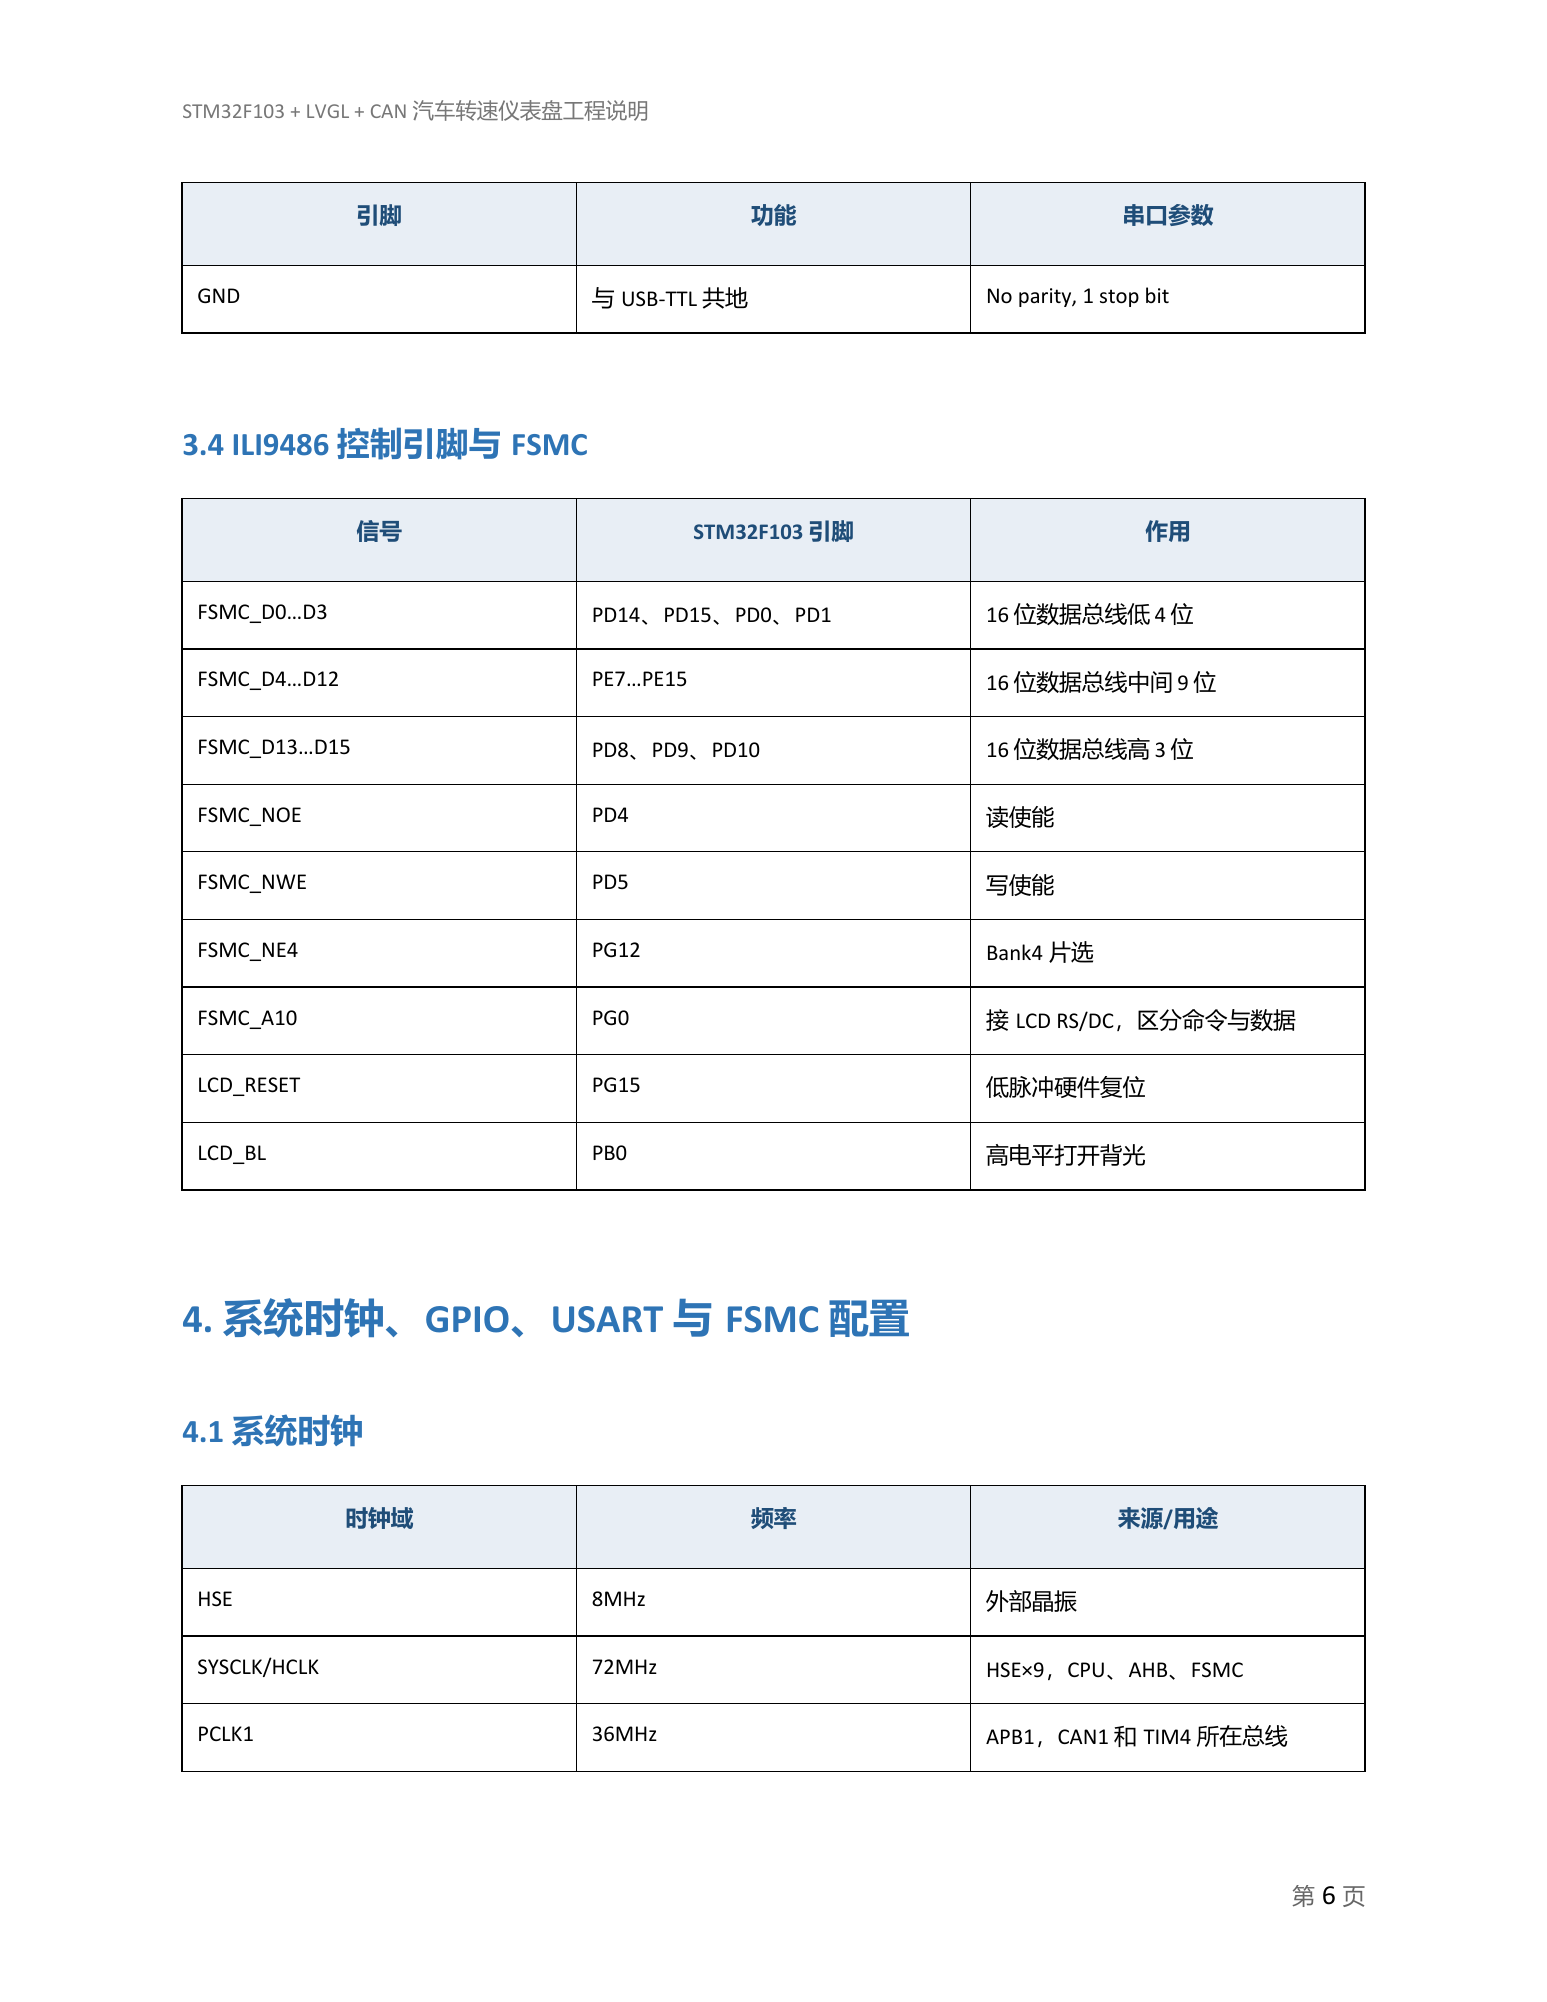 STM32F103 + LVGL + CAN 汽车转速仪表盘工程说明
引脚 功能 串口参数
GND 与 USB-TTL 共地 No parity, 1 stop bit
3.4 ILI9486 控制引脚与 FSMC
信号 STM32F103 引脚 作用
FSMC_D0…D3 PD14、PD15、PD0、PD1 16 位数据总线低 4 位
FSMC_D4…D12 PE7…PE15 16 位数据总线中间 9 位
FSMC_D13…D15 PD8、PD9、PD10 16 位数据总线高 3 位
FSMC_NOE PD4 读使能
FSMC_NWE PD5 写使能
FSMC_NE4 PG12 Bank4 片选
FSMC_A10 PG0 接 LCD RS/DC，区分命令与数据
LCD_RESET PG15 低脉冲硬件复位
LCD_BL PB0 高电平打开背光
4. 系统时钟、GPIO、USART 与 FSMC 配置
4.1 系统时钟
时钟域 频率 来源/用途
HSE 8MHz 外部晶振
SYSCLK/HCLK 72MHz HSE×9，CPU、AHB、FSMC
PCLK1 36MHz APB1，CAN1 和 TIM4 所在总线
第 6 页